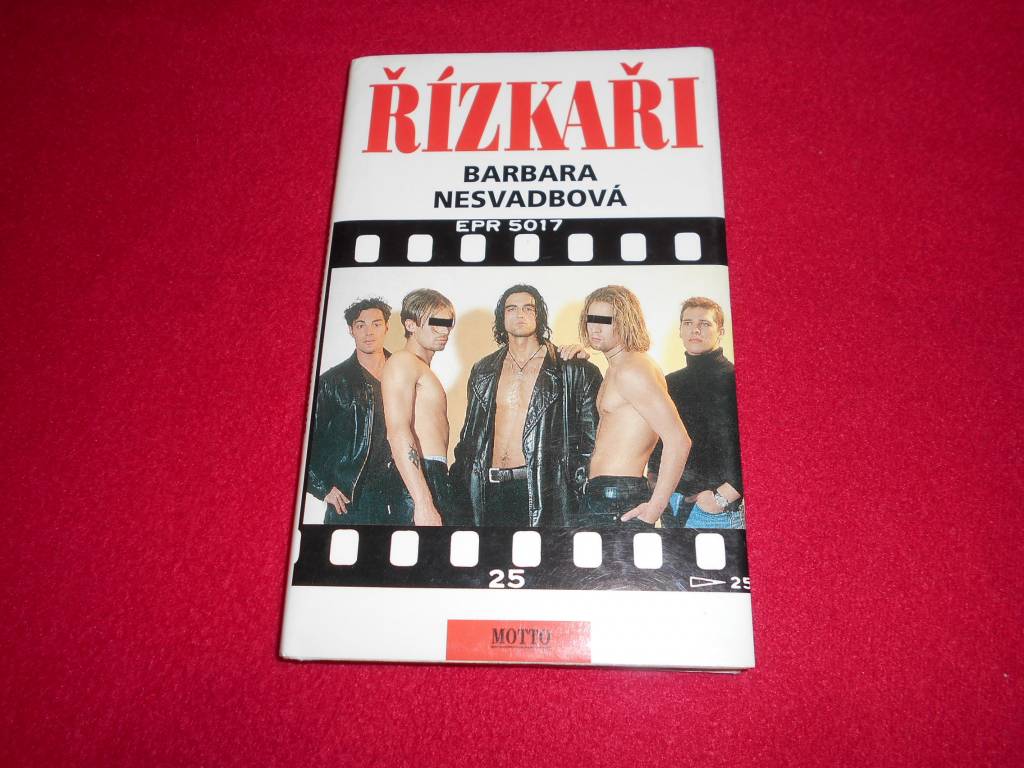 ŘÍZKAŘI
BARBARA
NESVADBOVÁ
EPR 5017
25
25
MOTTO